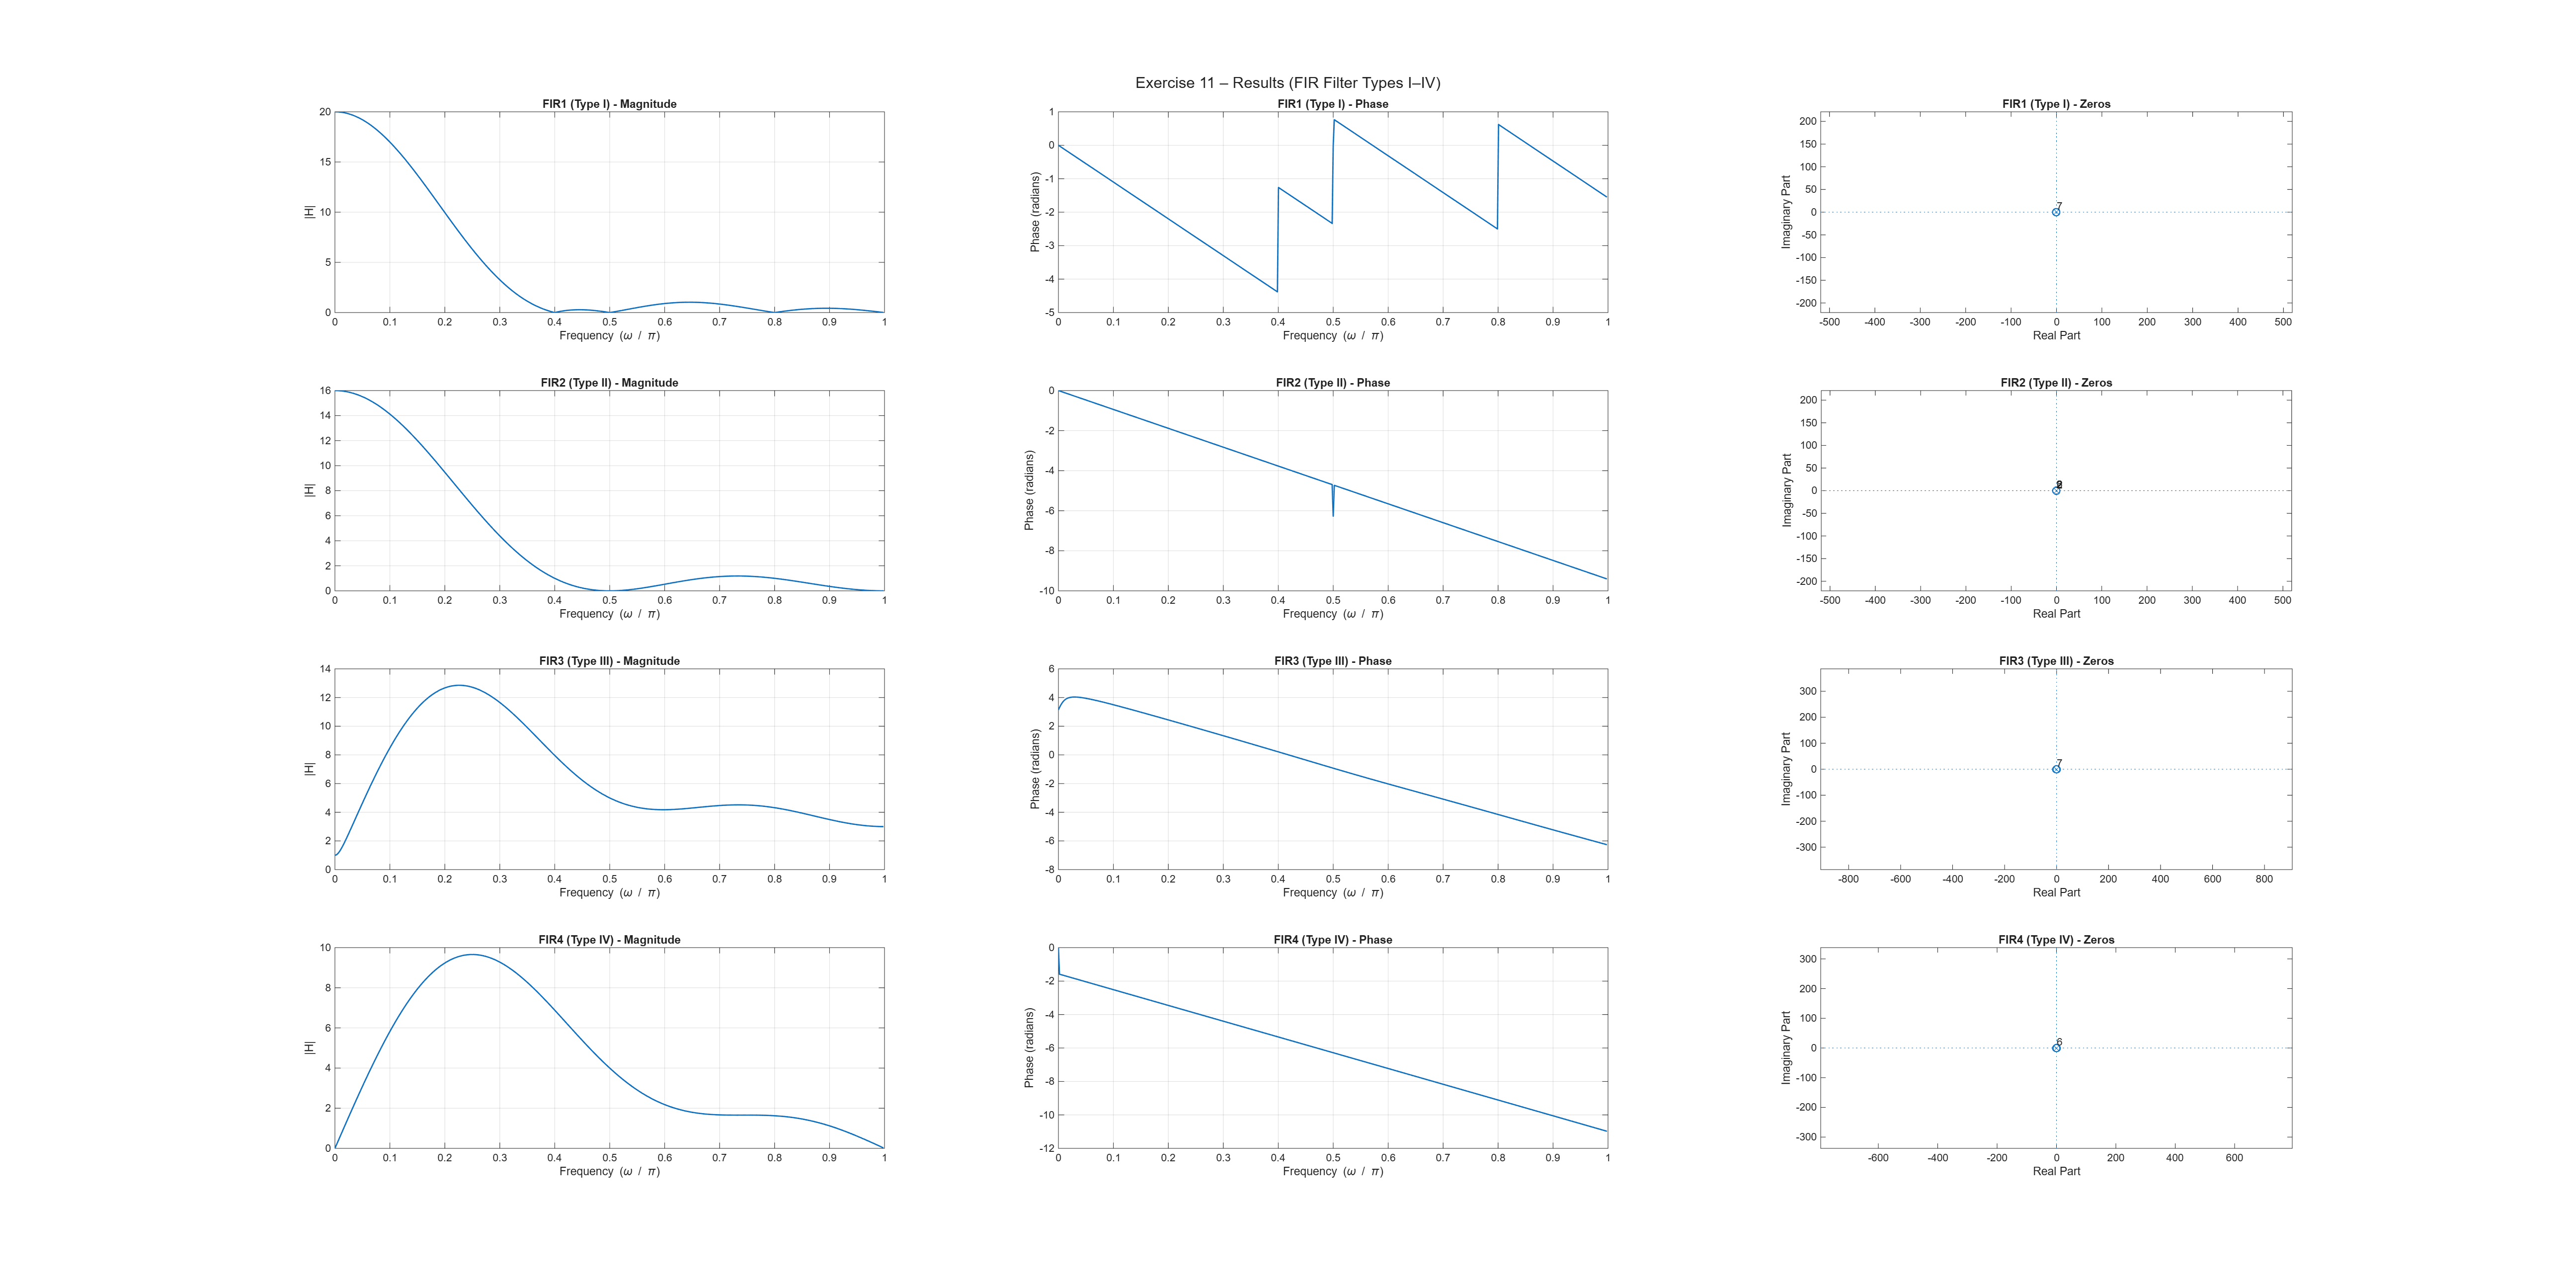 Exercise 11 – Results (FIR Filter Types I–IV)
FIR1 (Type I) - Magnitude
20
15
10
5
0
|H|
0 0.1 0.2 0.3 0.4 0.5 0.6 0.7 0.8 0.9 1
Frequency (ω / π)
FIR1 (Type I) - Phase
1
0
-1
-2
-3
-4
-5
Phase (radians)
0 0.1 0.2 0.3 0.4 0.5 0.6 0.7 0.8 0.9 1
Frequency (ω / π)
FIR1 (Type I) - Zeros
200
150
100
50
0
-50
-100
-150
-200
Imaginary Part
7
-500 -400 -300 -200 -100 0 100 200 300 400 500
Real Part
FIR2 (Type II) - Magnitude
16
14
12
10
8
6
4
2
0
|H|
0 0.1 0.2 0.3 0.4 0.5 0.6 0.7 0.8 0.9 1
Frequency (ω / π)
FIR2 (Type II) - Phase
0
-2
-4
-6
-8
-10
Phase (radians)
0 0.1 0.2 0.3 0.4 0.5 0.6 0.7 0.8 0.9 1
Frequency (ω / π)
FIR2 (Type II) - Zeros
200
150
100
50
0
-50
-100
-150
-200
Imaginary Part
-500 -400 -300 -200 -100 0 100 200 300 400 500
Real Part
FIR3 (Type III) - Magnitude
14
12
10
8
6
4
2
0
|H|
0 0.1 0.2 0.3 0.4 0.5 0.6 0.7 0.8 0.9 1
Frequency (ω / π)
FIR3 (Type III) - Phase
6
4
2
0
-2
-4
-6
-8
Phase (radians)
0 0.1 0.2 0.3 0.4 0.5 0.6 0.7 0.8 0.9 1
Frequency (ω / π)
FIR3 (Type III) - Zeros
300
200
100
0
-100
-200
-300
Imaginary Part
7
-800 -600 -400 -200 0 200 400 600 800
Real Part
FIR4 (Type IV) - Magnitude
10
8
6
4
2
0
|H|
0 0.1 0.2 0.3 0.4 0.5 0.6 0.7 0.8 0.9 1
Frequency (ω / π)
FIR4 (Type IV) - Phase
0
-2
-4
-6
-8
-10
-12
Phase (radians)
0 0.1 0.2 0.3 0.4 0.5 0.6 0.7 0.8 0.9 1
Frequency (ω / π)
FIR4 (Type IV) - Zeros
300
200
100
0
-100
-200
-300
Imaginary Part
6
-600 -400 -200 0 200 400 600
Real Part